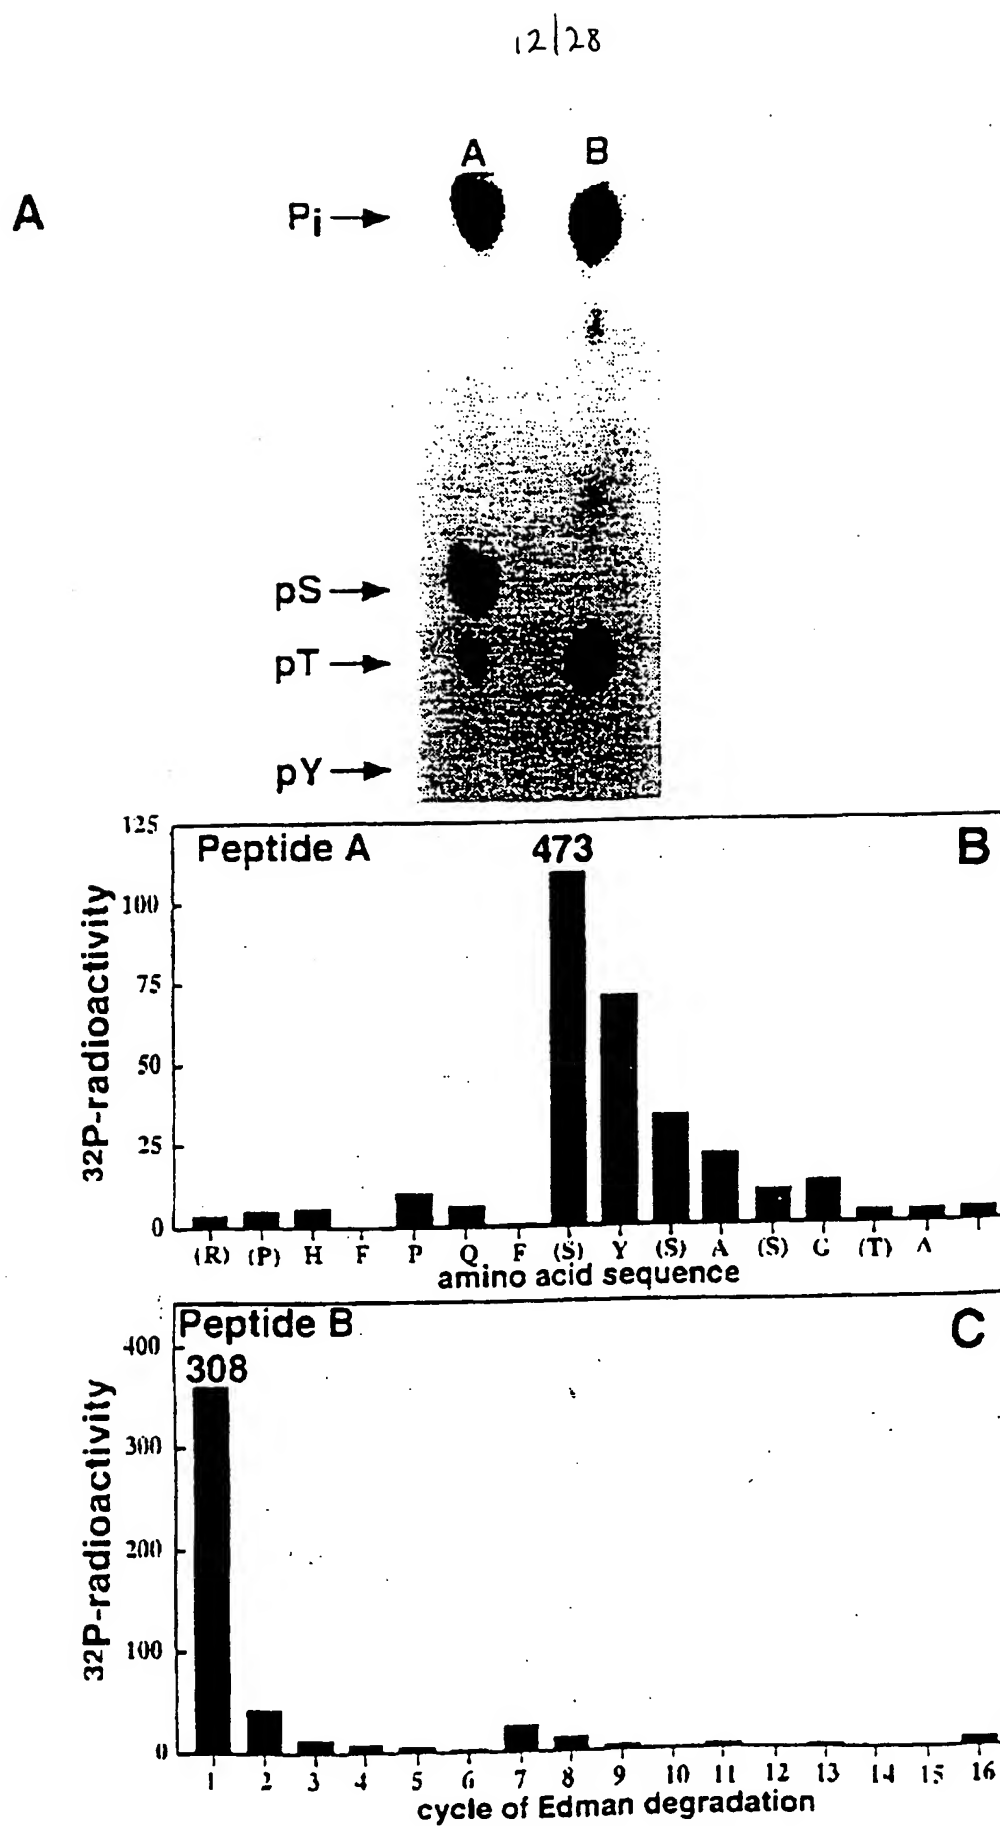 12/28
A B
A
Pi
pS
pT
pY
Peptide A 473 B
125
100
75
50
25
0
32P-radioactivity
(R) (P) H F P Q F (S) Y (S) A (S) G (T) A
amino acid sequence
Peptide B C
308
400
300
200
100
0
32P-radioactivity
1 2 3 4 5 6 7 8 9 10 11 12 13 14 15 16
cycle of Edman degradation